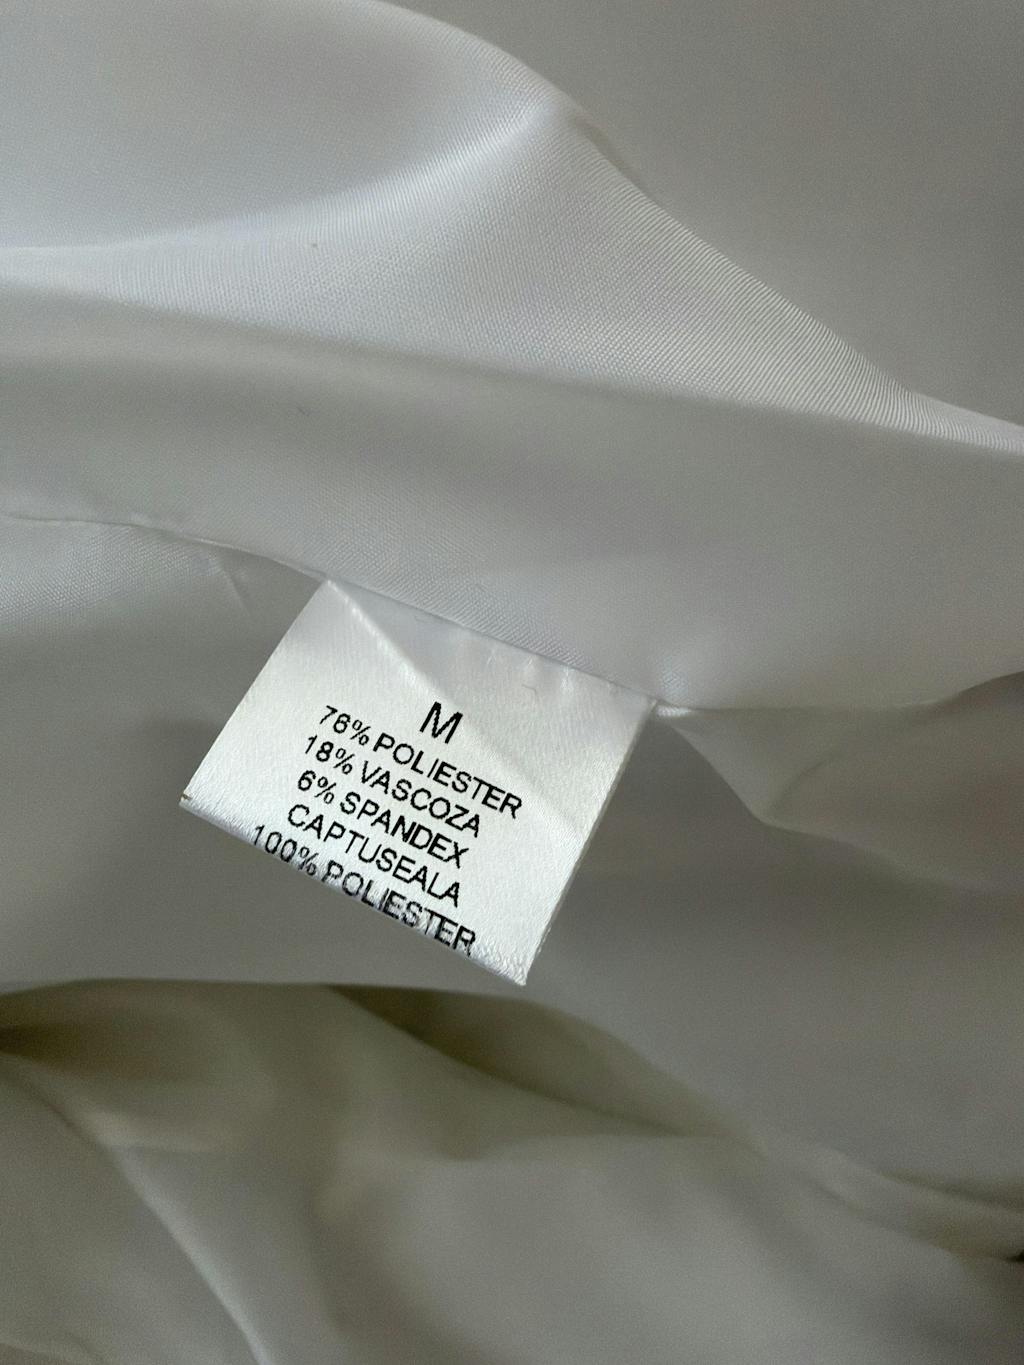 M
76% POLIESTER
18% VASCOZA
6% SPANDEX
CAPTUSEALA
100% POLIESTER